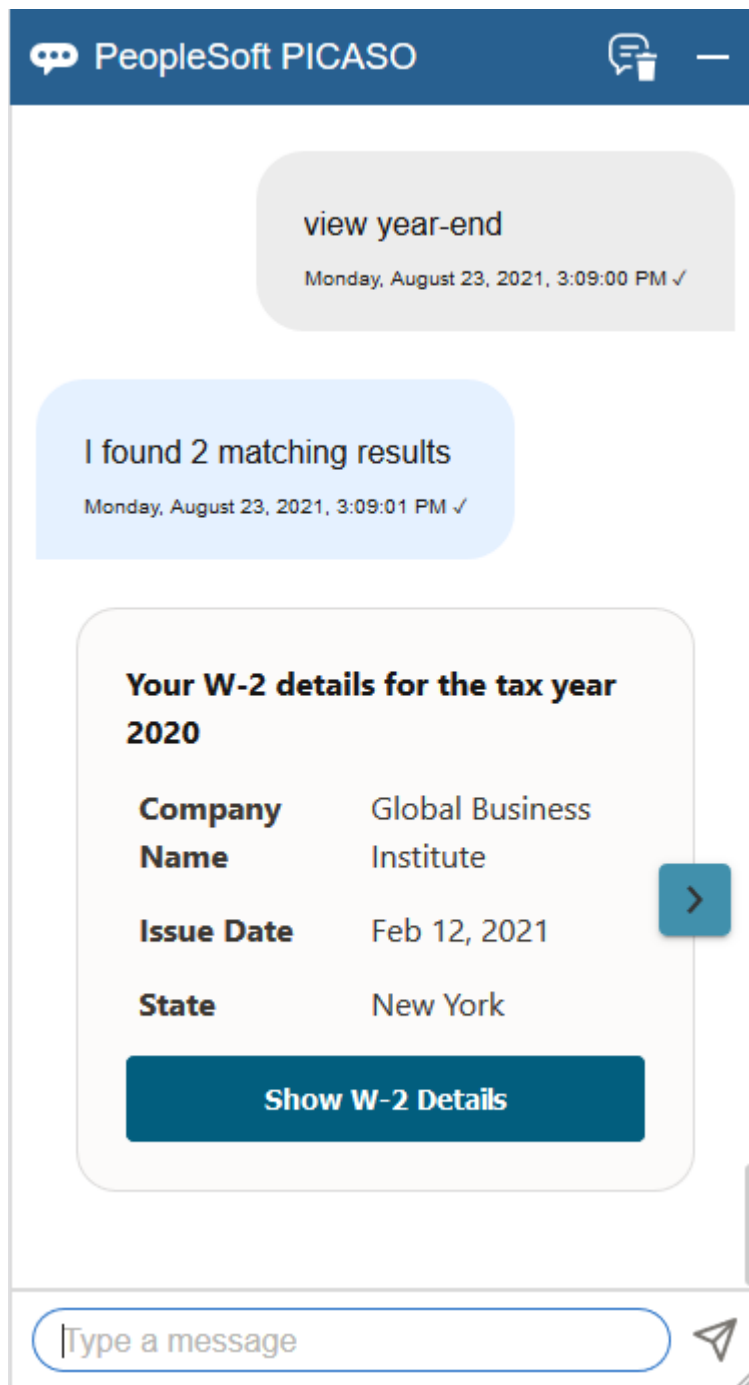 PeopleSoft PICASO
view year-end
Monday, August 23, 2021, 3:09:00 PM ✓
I found 2 matching results
Monday, August 23, 2021, 3:09:01 PM ✓
Your W-2 details for the tax year
2020
Company Global Business
Name Institute
Issue Date Feb 12, 2021
State New York
Show W-2 Details
Type a message